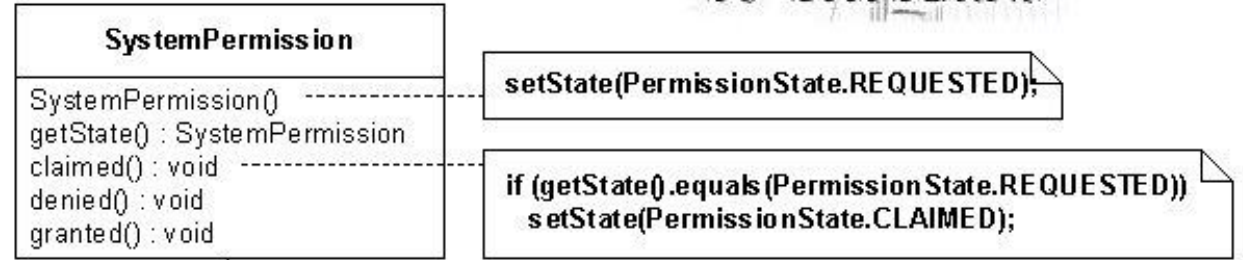 SystemPermission
SystemPermission()
getState() : SystemPermission
claimed() : void
denied() : void
granted() : void
setState(PermissionState.REQUESTED);
if (getState().equals(PermissionState.REQUESTED))
setState(PermissionState.CLAIMED);